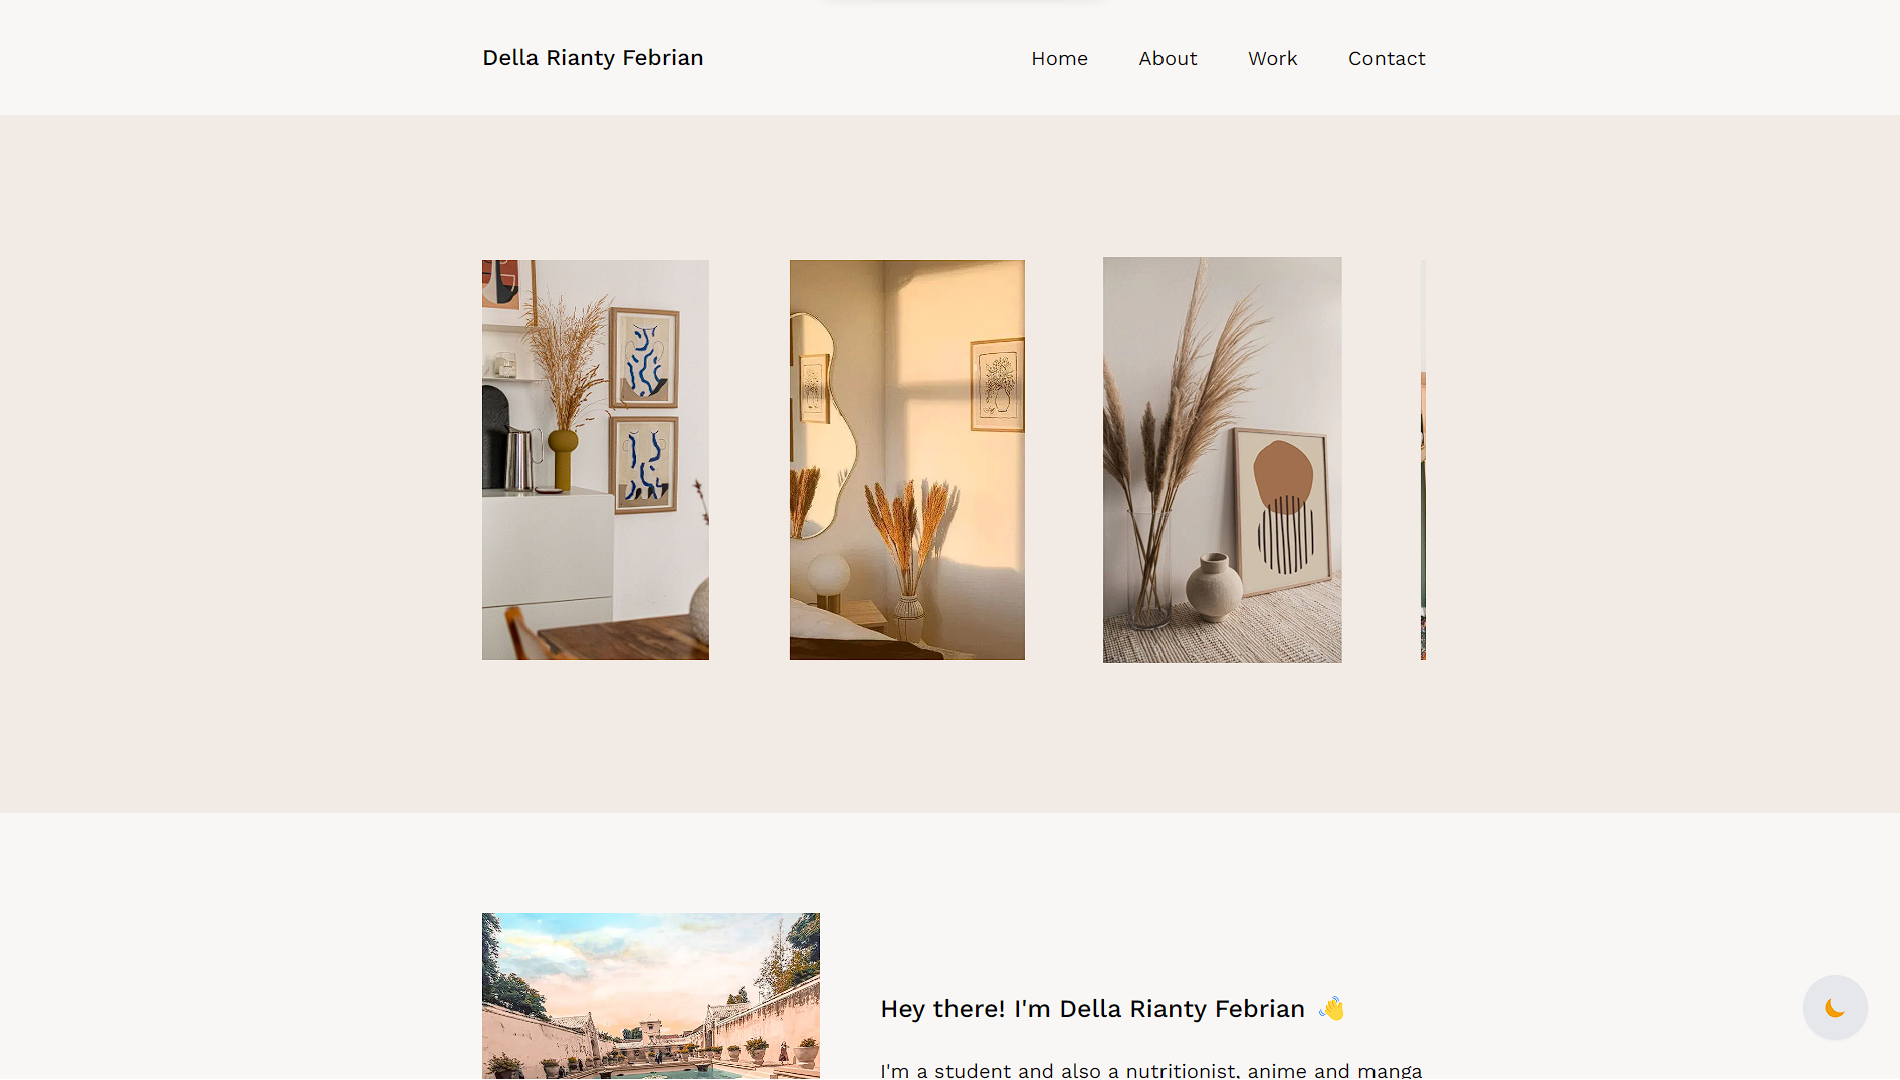 Della Rianty Febrian
Home About Work Contact
Hey there! I'm Della Rianty Febrian 👋
I'm a student and also a nutritionist, anime and manga